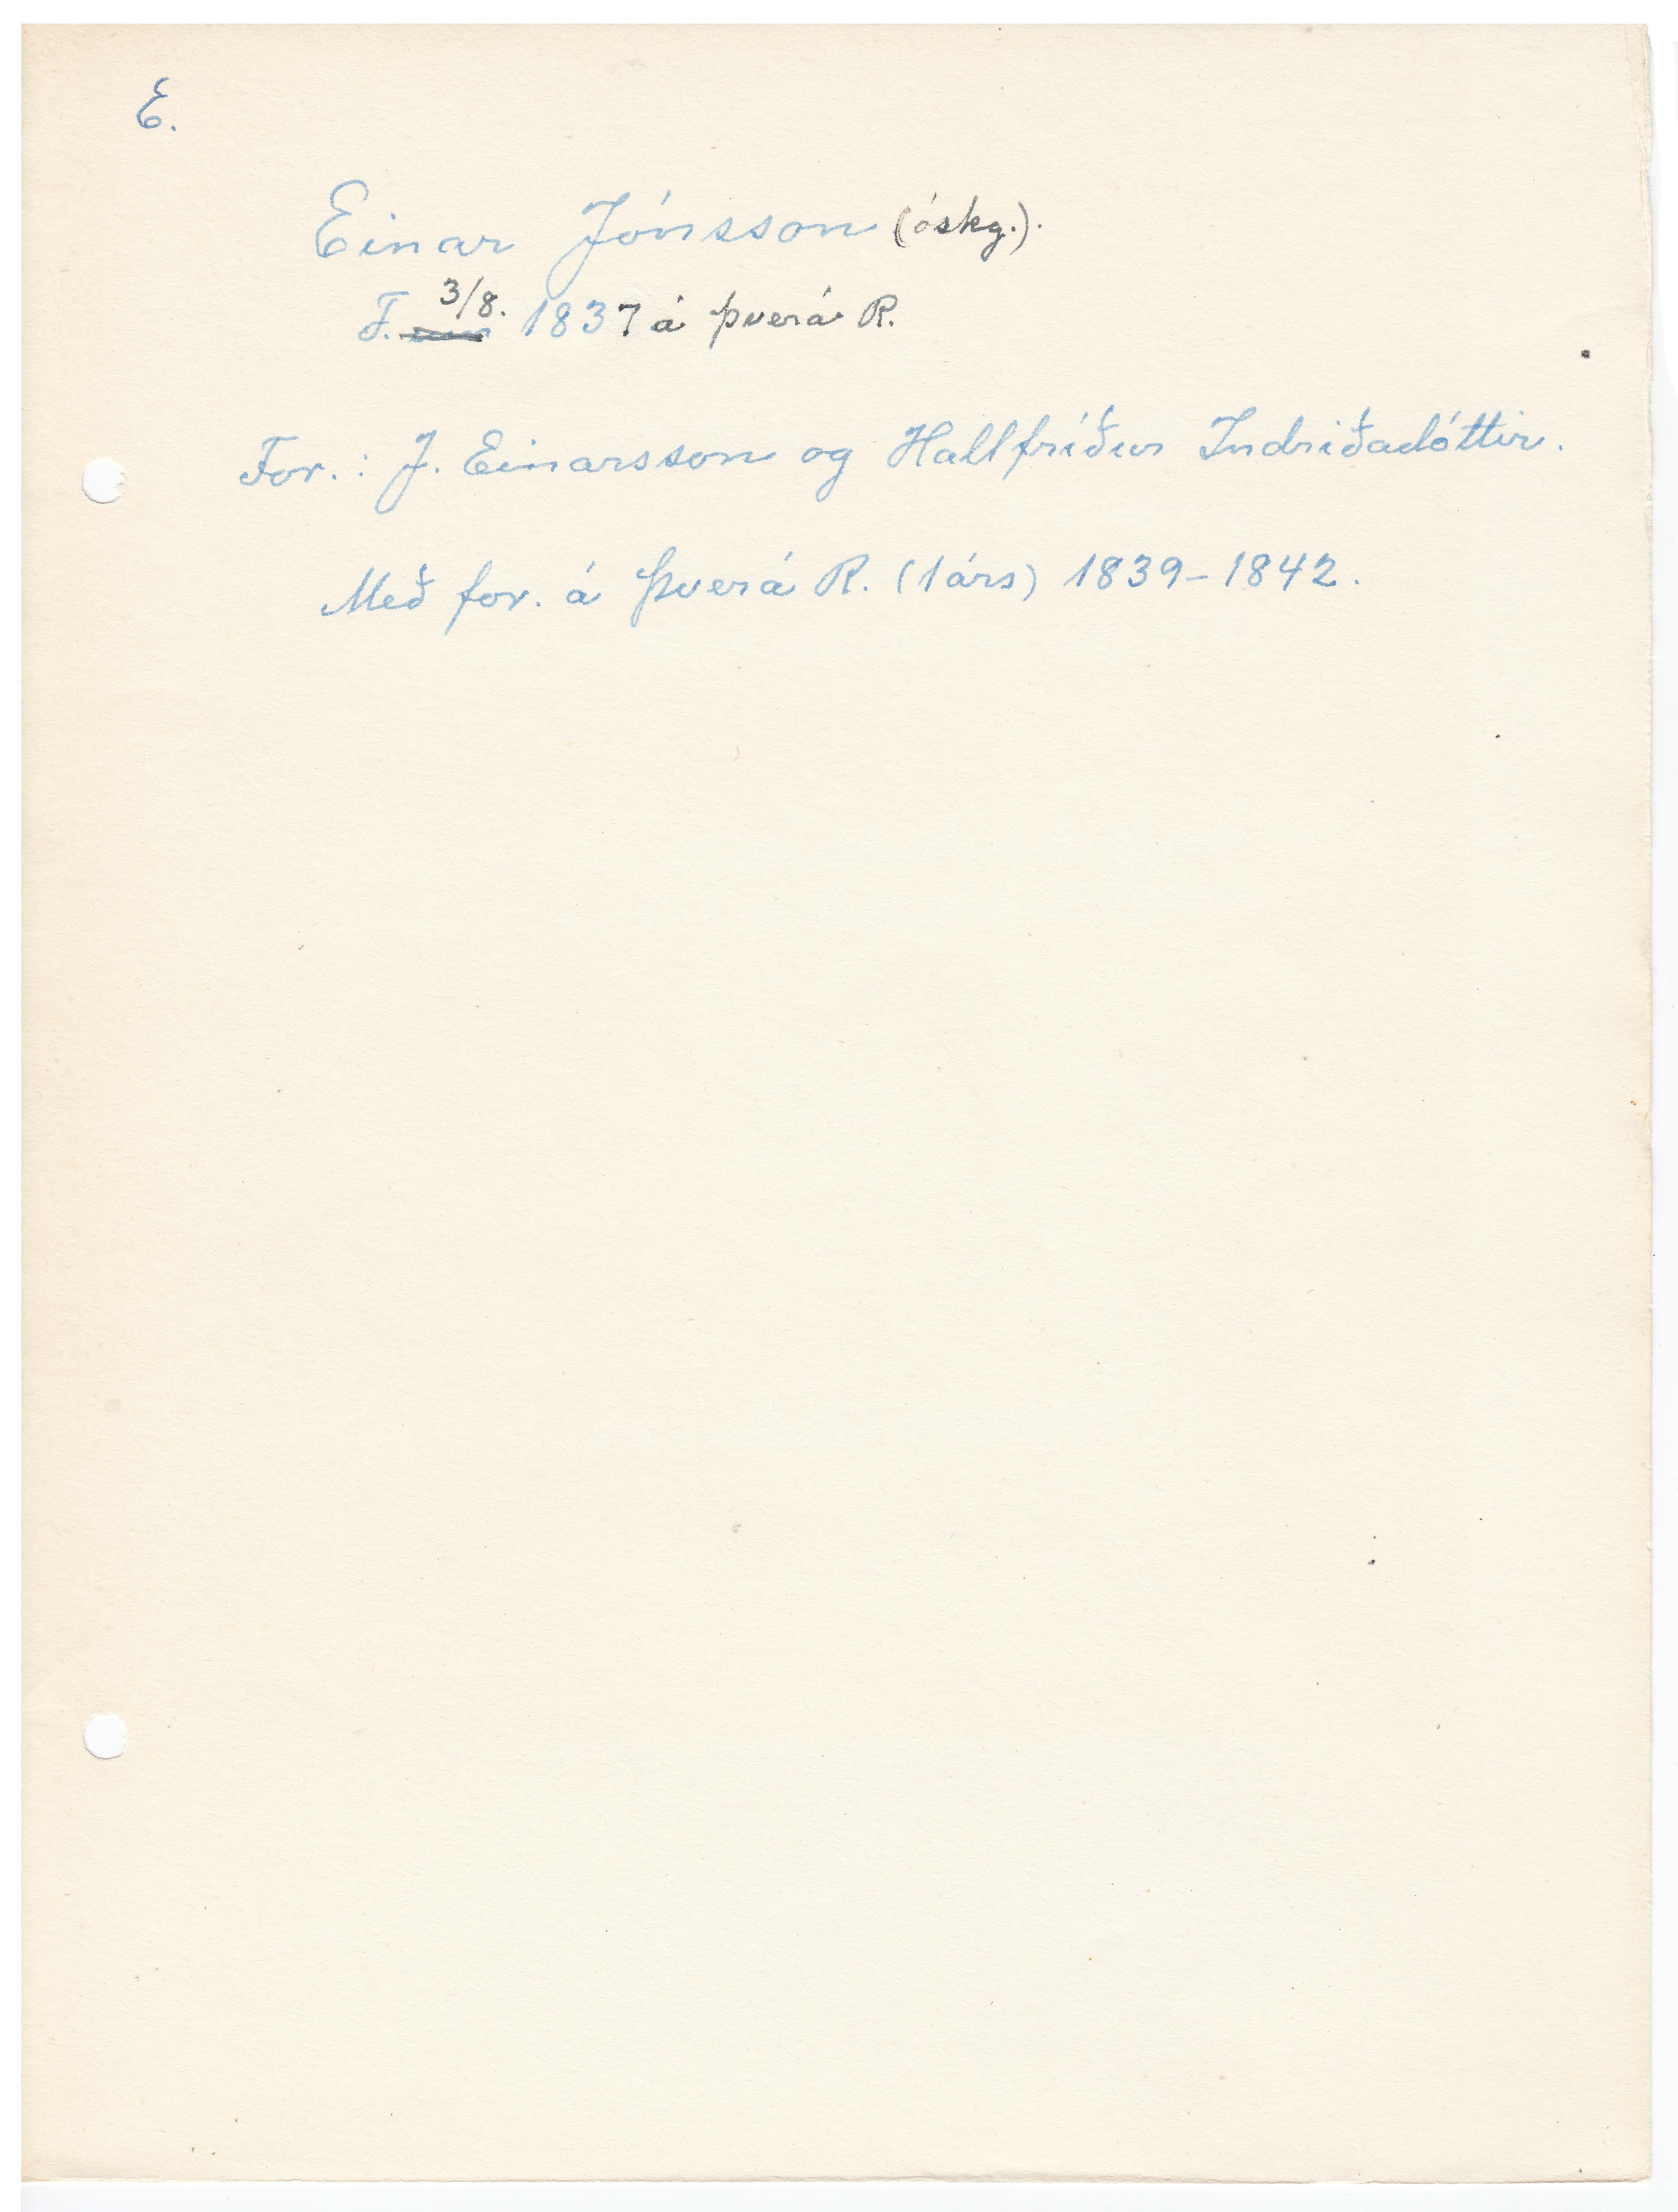 E.
Einar Jónsson (óskg.).
F. 3/8. 1837 á Þverá R.
For.: J. Einarsson og Hallfríður Indriðadóttir.
Með for. á Þverá R. (1árs) 1839-1842.